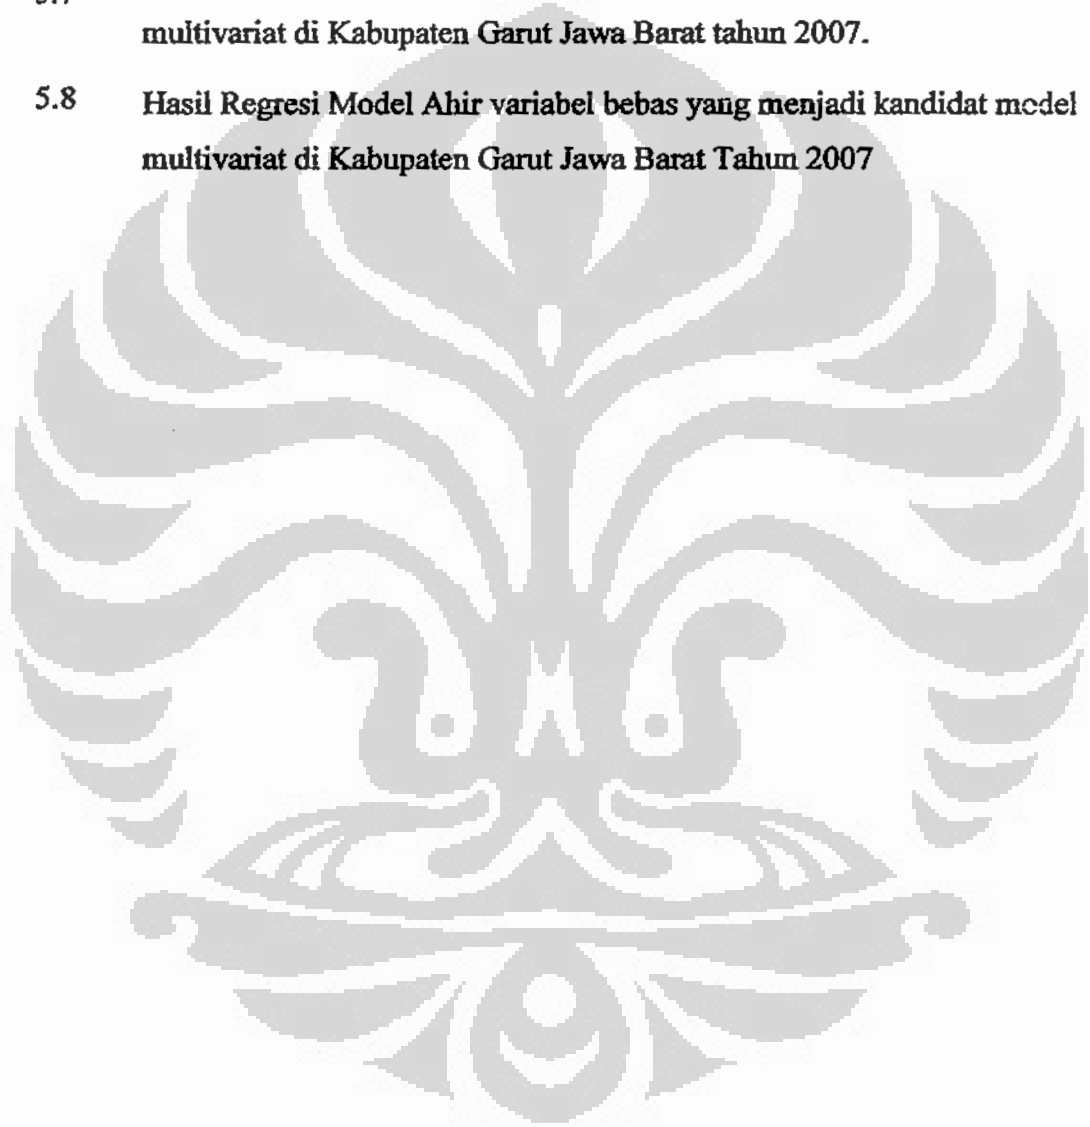 multivariat di Kabupaten Garut Jawa Barat tahun 2007.
5.8 Hasil Regresi Model Ahir variabel bebas yang menjadi kandidat model
multivariat di Kabupaten Garut Jawa Barat Tahun 2007